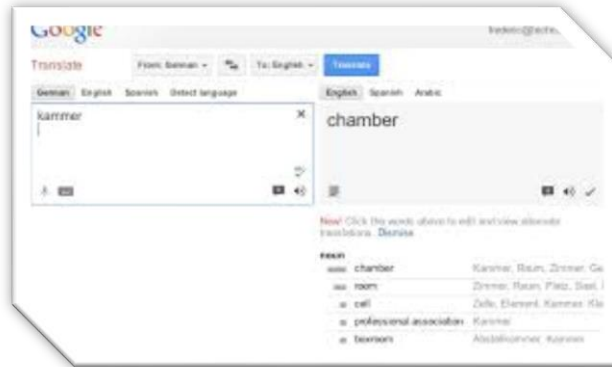 Google
Translate From: German To: English Translate
German English Spanish Detect language English Spanish Arabic
kammer
chamber
New! Click the words above to edit and view alternate
translations. Dismiss
noun
chamber Kammer, Raum, Zimmer,
room Zimmer, Raum, Platz, Saal,
cell Zelle, Element, Kammer,
professional association Kammer
boxroom Abstellkammer, Kammer